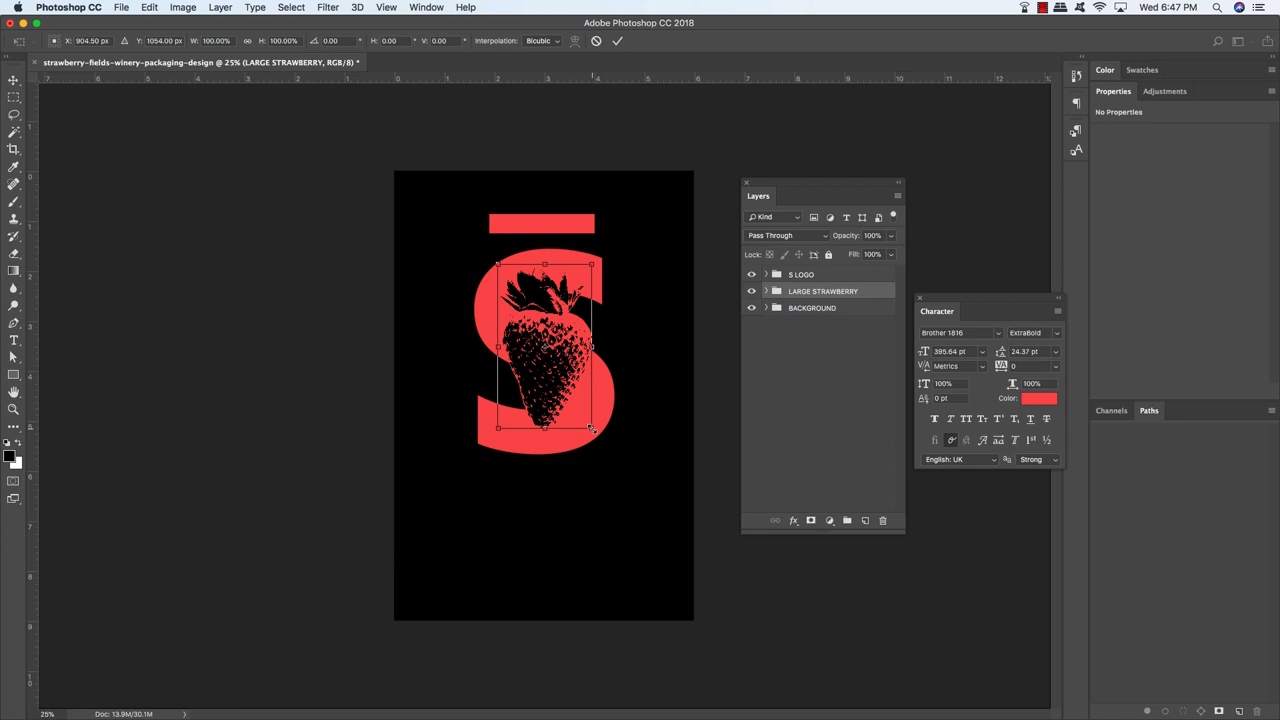 Photoshop CC File Edit Image Layer Type Select Filter 3D View Window Help Wed 6:47 PM
Adobe Photoshop CC 2018
X: 904.50 px Y: 1054.00 px W: 100.00% H: 100.00% 0.00 ° H: 0.00 ° V: 0.00 ° Interpolation: Bicubic
strawberry-fields-winery-packaging-design @ 25% (LARGE STRAWBERRY, RGB/8) *
Color Swatches
Properties Adjustments
No Properties
S
Layers
Kind
Pass Through Opacity: 100%
Lock: Fill: 100%
S LOGO
LARGE STRAWBERRY
BACKGROUND
Character
Brother 1816 ExtraBold
395.64 pt 24.37 pt
Metrics 0
100% 100%
0 pt Color:
English: UK Strong
Channels Paths
25% Doc: 13.9M/30.1M